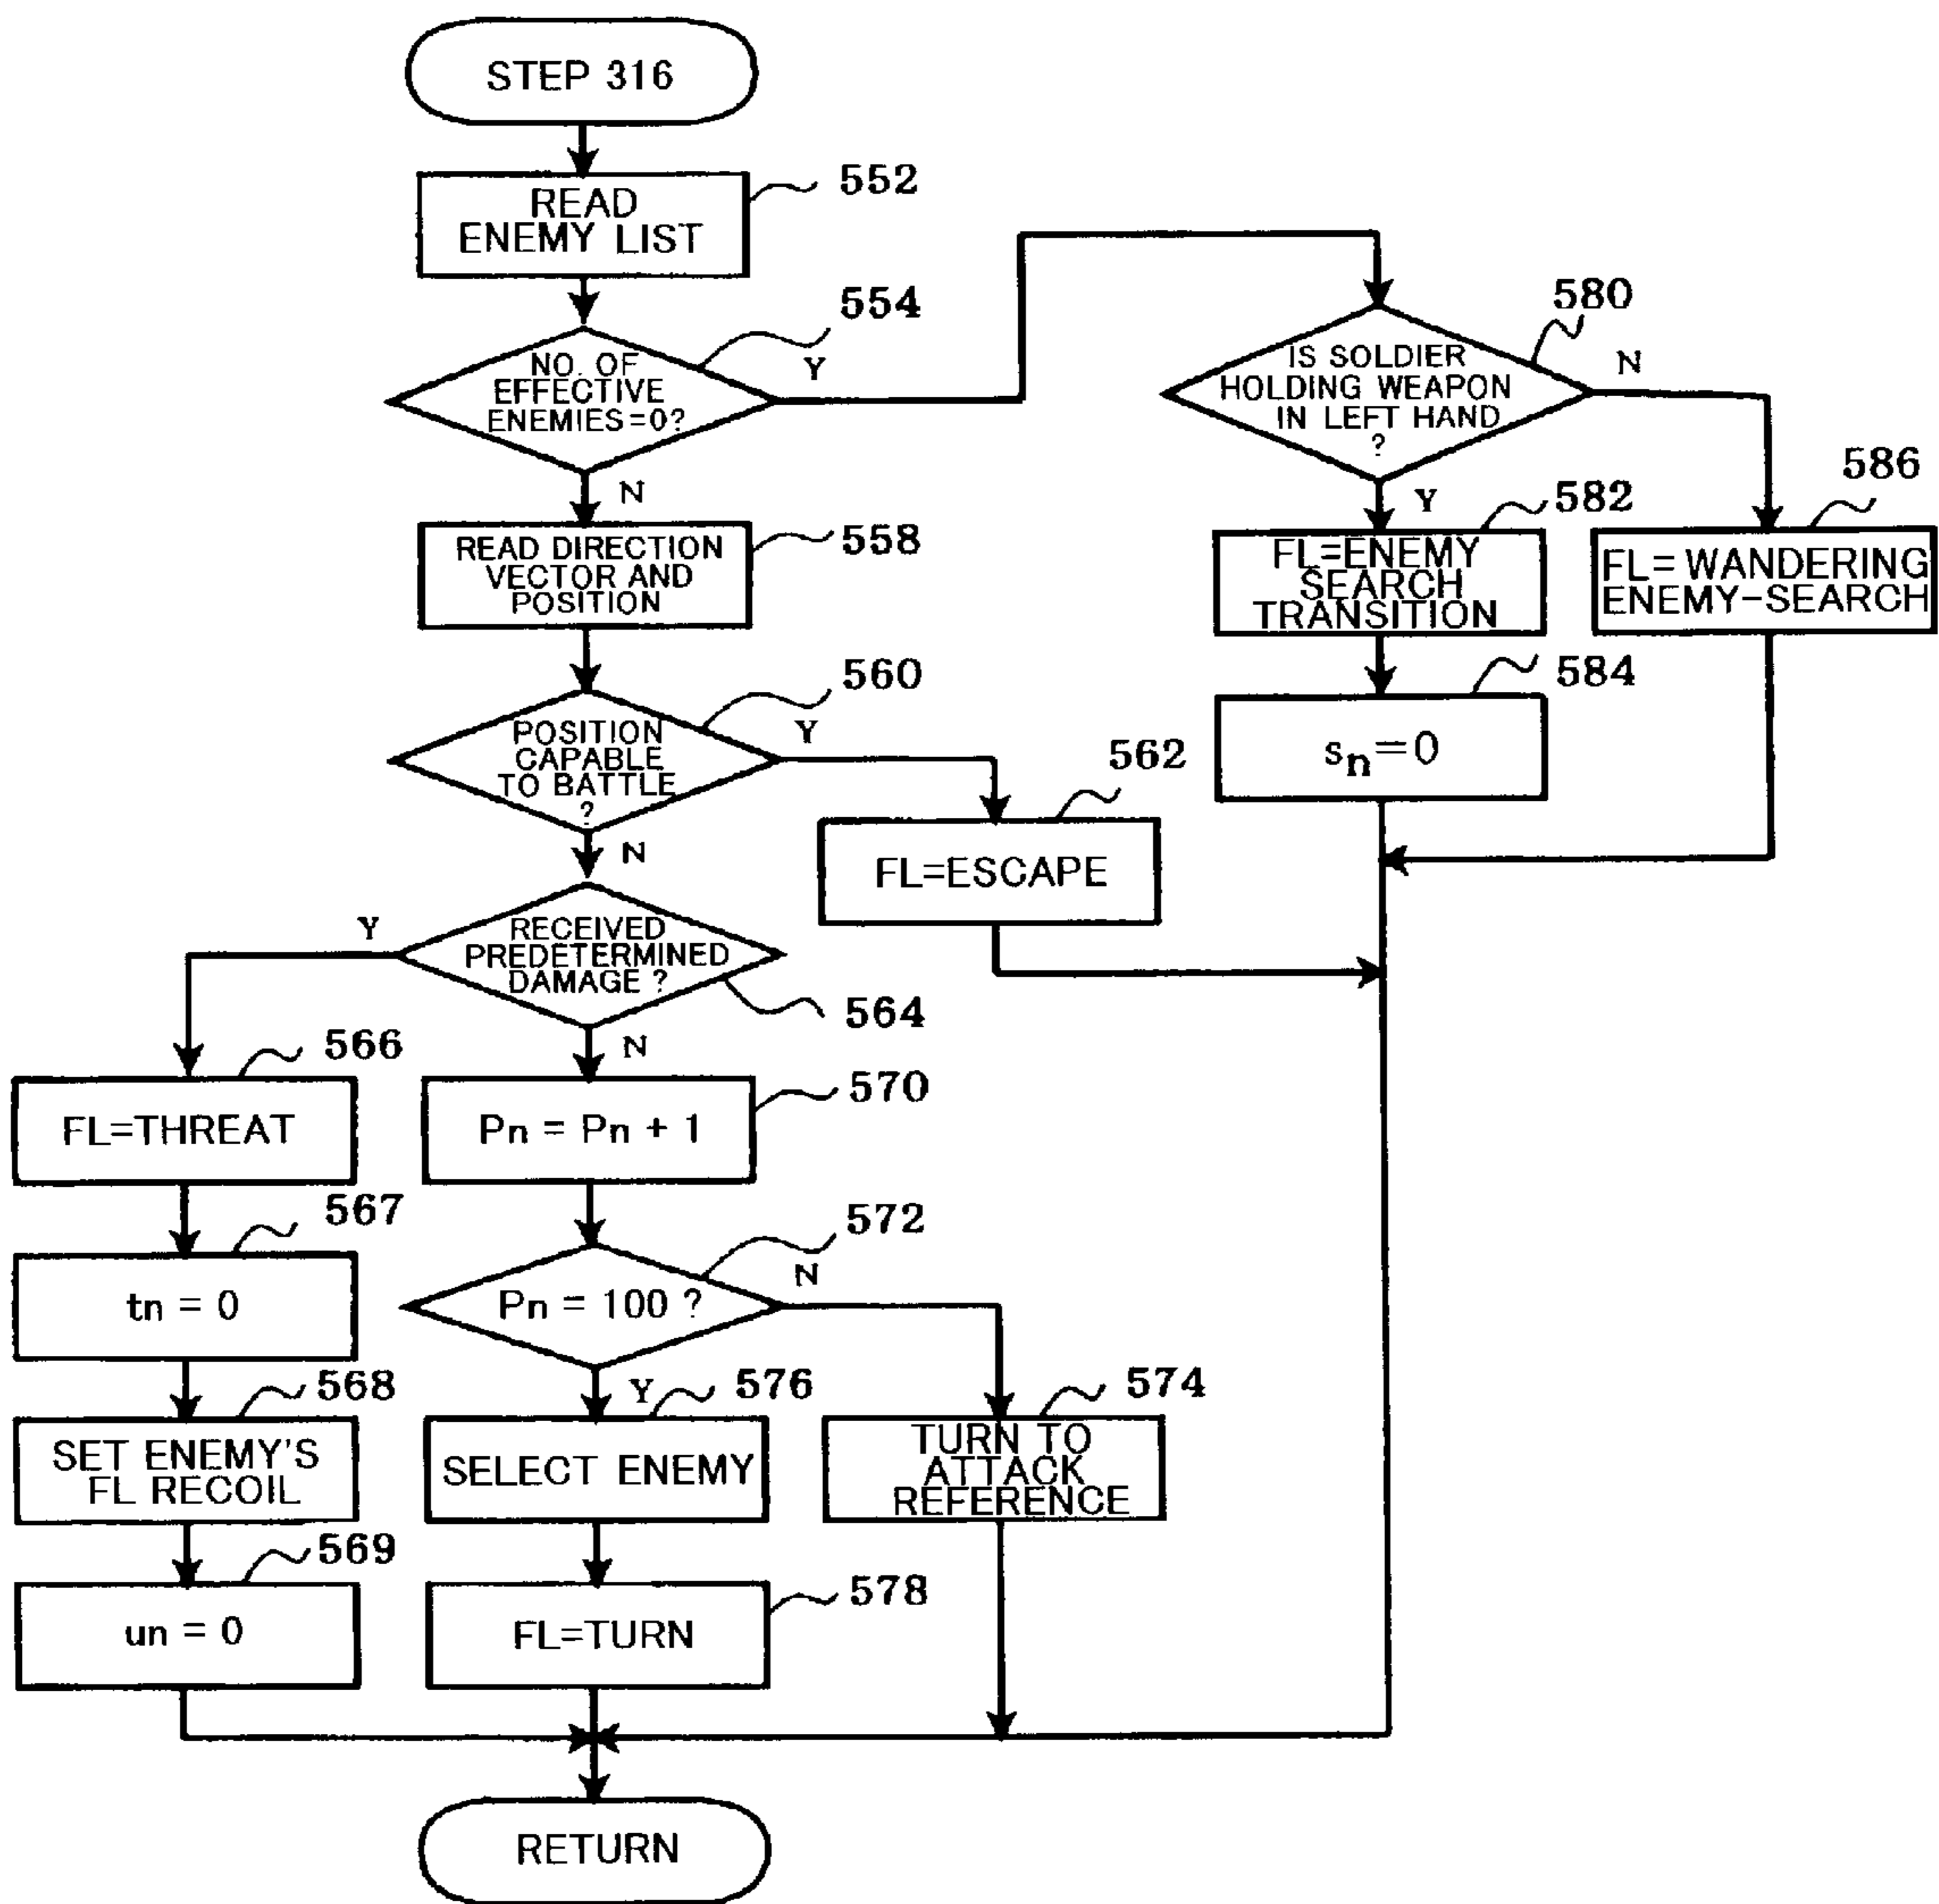 STEP 316
552
READ
ENEMY LIST
554
NO. OF
EFFECTIVE
ENEMIES=0?
Y
N
580
IS SOLDIER
HOLDING WEAPON
IN LEFT HAND
?
N
Y
582
FL=ENEMY
SEARCH
TRANSITION
586
FL=WANDERING
ENEMY-SEARCH
584
sn=0
558
READ DIRECTION
VECTOR AND
POSITION
560
POSITION
CAPABLE
TO BATTLE
?
Y
N
562
FL=ESCAPE
RECEIVED
PREDETERMINED
DAMAGE ?
564
Y
N
566
FL=THREAT
567
tn = 0
568
SET ENEMY'S
FL RECOIL
569
un = 0
570
Pn = Pn + 1
572
Pn = 100 ?
N
Y
576
SELECT ENEMY
574
TURN TO
ATTACK
REFERENCE
578
FL=TURN
RETURN